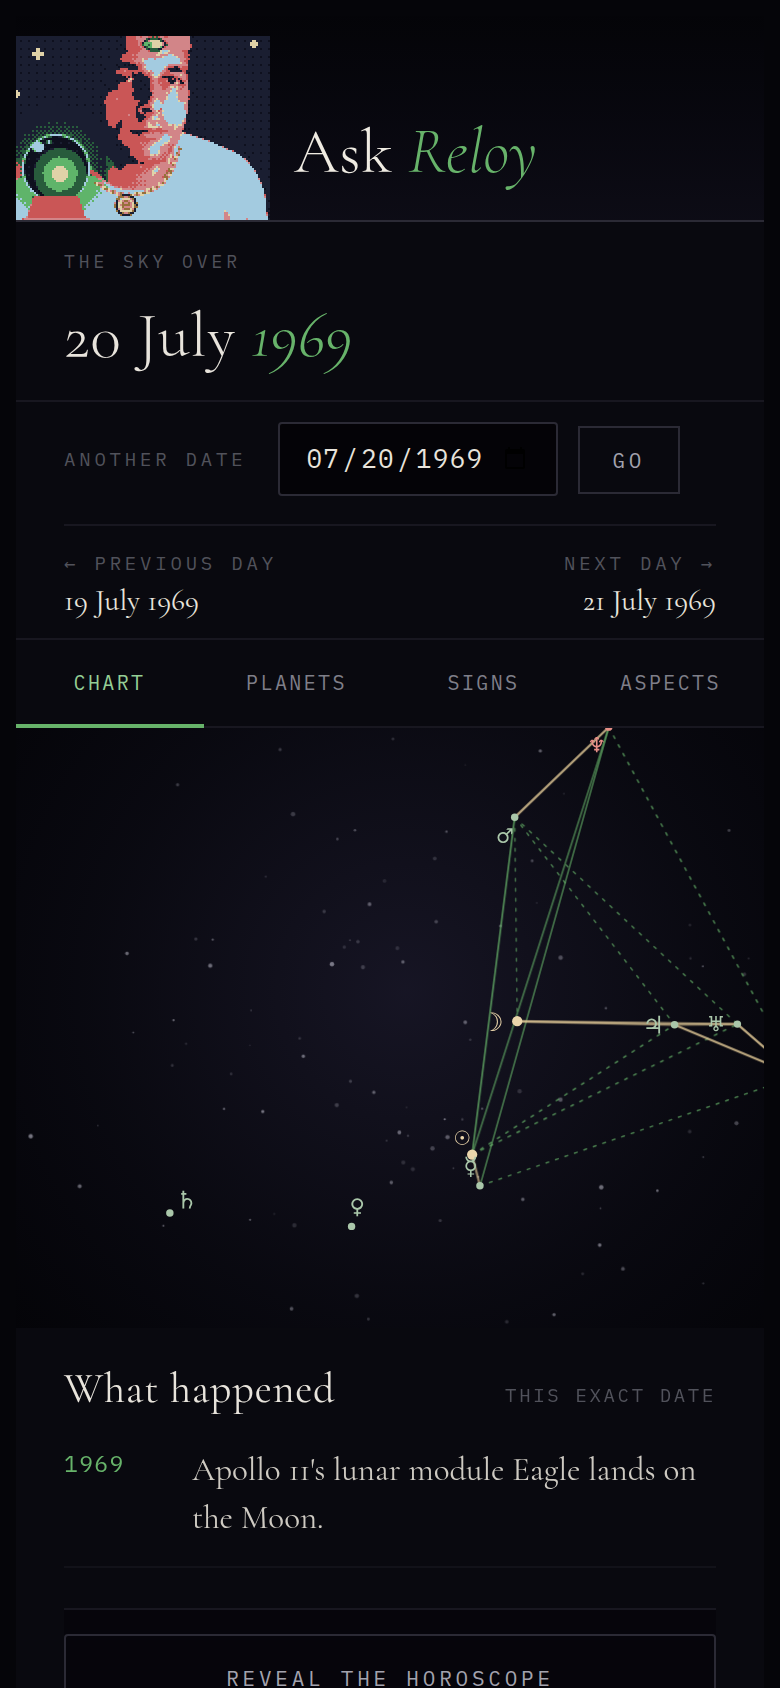 Ask Reloy
THE SKY OVER
20 July 1969
ANOTHER DATE
07/20/1969
GO
← PREVIOUS DAY
19 July 1969
NEXT DAY →
21 July 1969
CHART
PLANETS
SIGNS
ASPECTS
♆
♂
☽
♃
♅
☉
☿
♄
♀
What happened
THIS EXACT DATE
1969
Apollo 11's lunar module Eagle lands on
the Moon.
REVEAL THE HOROSCOPE